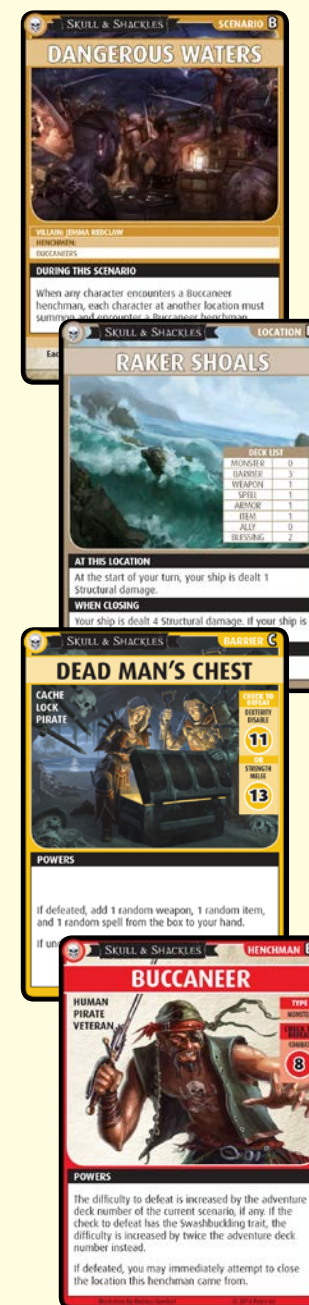 SKULL & SHACKLES
SCENARIO B
DANGEROUS WATERS
VILLAIN: JEMMA REDCLAW
HENCHMEN:
BUCCANEERS
DURING THIS SCENARIO
When any character encounters a Buccaneer
henchman, each character at another location must
summon and encounter a Buccaneer henchman
SKULL & SHACKLES
LOCATION
RAKER SHOALS
DECK LIST
MONSTER 0
BARRIER 3
WEAPON 1
SPELL 1
ARMOR 1
ITEM 1
ALLY 0
BLESSING 2
AT THIS LOCATION
At the start of your turn, your ship is dealt 1
Structural damage.
WHEN CLOSING
Your ship is dealt 4 Structural damage. If your ship is
SKULL & SHACKLES
BARRIER C
DEAD MAN'S CHEST
CACHE
LOCK
PIRATE
CHECK TO
DEFEAT
DEXTERITY
DISABLE
11
OR
STRENGTH
MELEE
13
POWERS
If defeated, add 1 random weapon, 1 random item,
and 1 random spell from the box to your hand.
SKULL & SHACKLES
HENCHMAN
BUCCANEER
HUMAN
PIRATE
VETERAN
TYPE
MONSTER
CHECK TO
DEFEAT
COMBAT
8
POWERS
The difficulty to defeat is increased by the adventure
deck number of the current scenario, if any. If the
check to defeat has the Swashbuckling trait, the
difficulty is increased by twice the adventure deck
number instead.
If defeated, you may immediately attempt to close
the location this henchman came from.